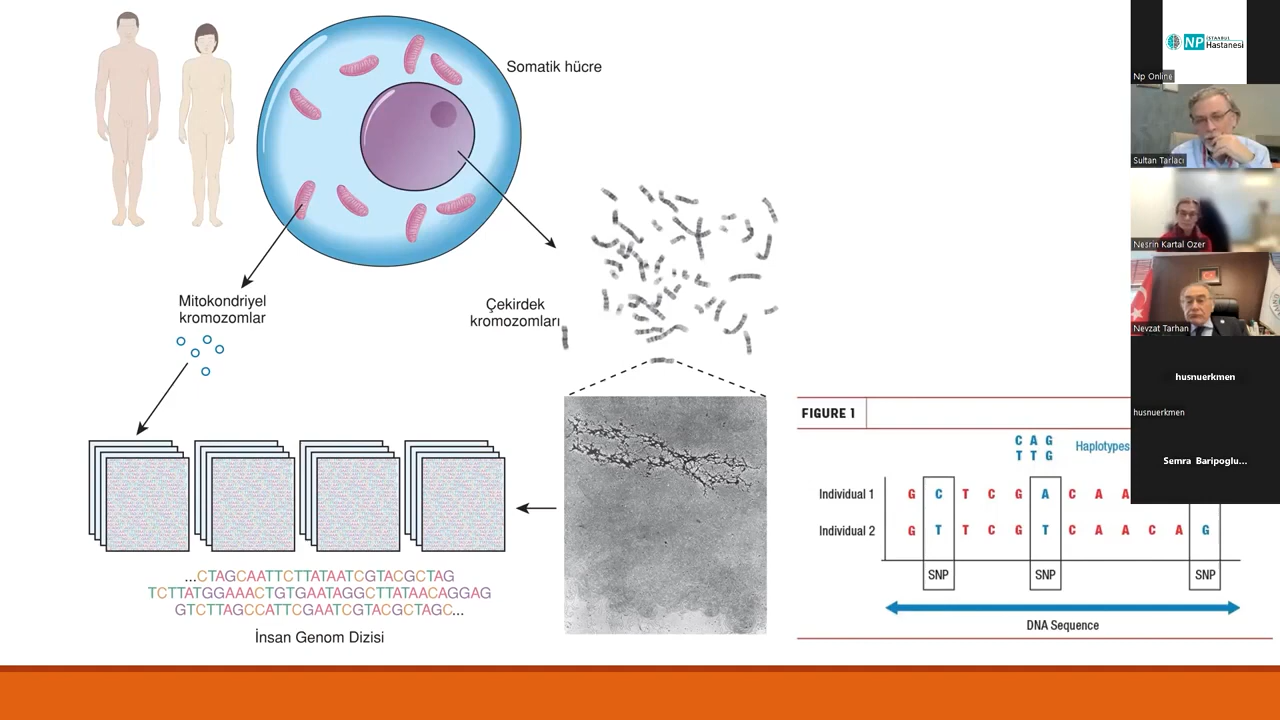 Somatik hücre
Mitokondriyel
kromozomlar
Çekirdek
kromozomları
...CTAGCAATTCTTATAATCGTACGCTAG
TCTTATGGAAACTGTGAATAGGCTTATAACAGGAG
GTCTTAGCCATTCGAATCGTACGCTAGC...
İnsan Genom Dizisi
FIGURE 1
C A G
T T G
Haplotypes
Individual 1 G C T C G A C A A
Individual 2 G T T C G T C A A C A G
SNP SNP SNP
DNA Sequence
İSTANBUL
NP Hastanesi
Np Online
Sultan Tarlacı
Nesrin Kartal Ozer
Nevzat Tarhan
husnuerkmen
husnuerkmen
Semra Baripoglu...